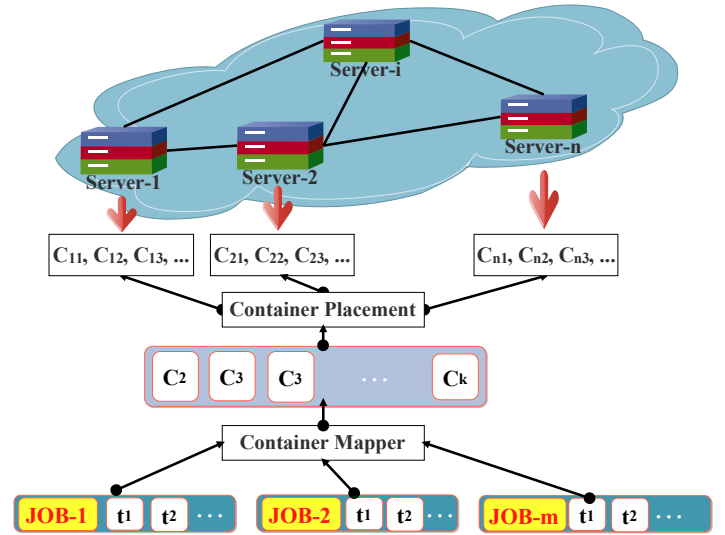 Server-i
Server-1
Server-2
Server-n
C11, C12, C13, ...
C21, C22, C23, ...
Cn1, Cn2, Cn3, ...
Container Placement
C2 C3 C3 ... Ck
Container Mapper
JOB-1 t1 t2 ...
JOB-2 t1 t2 ...
JOB-m t1 t2 ...